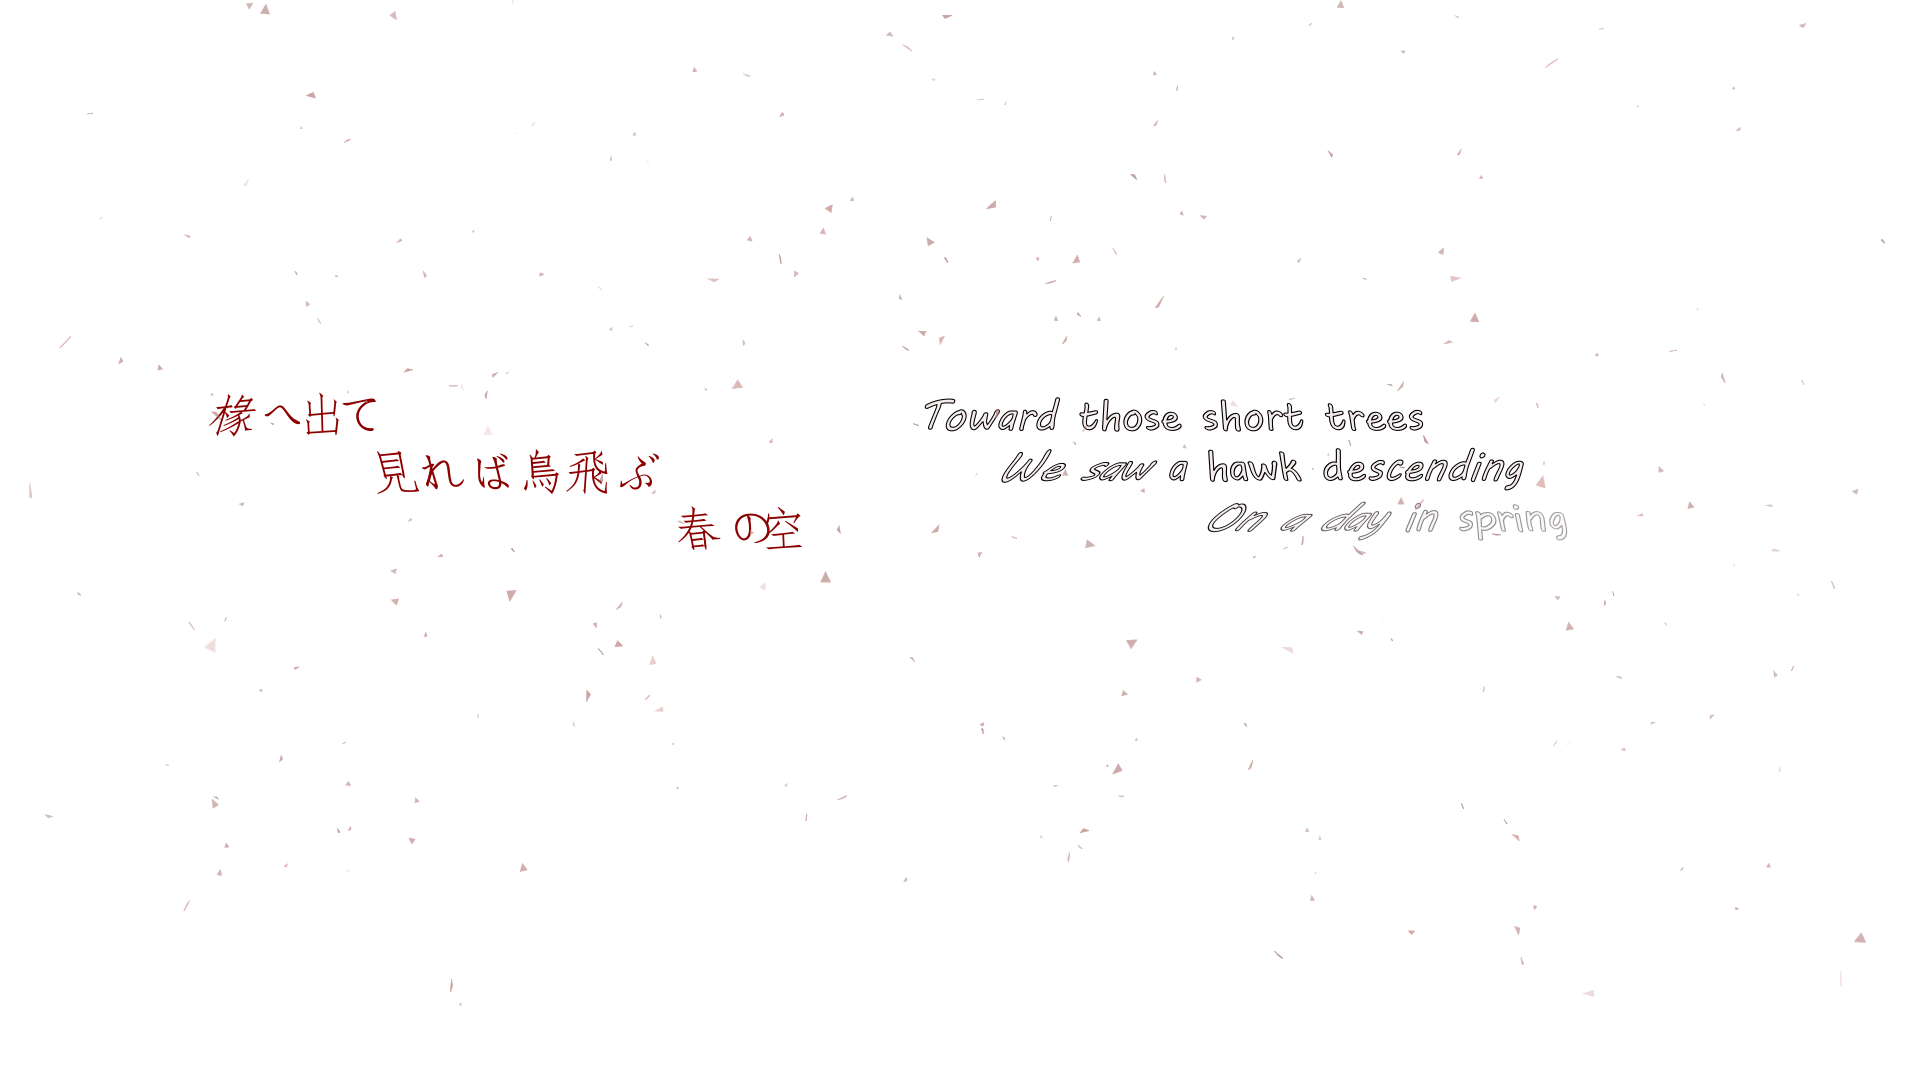 椽へ出て
見れば鳥飛ぶ
春の空
Toward those short trees
We saw a hawk descending
On a day in spring